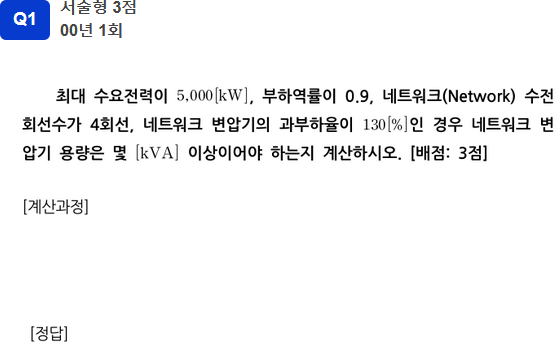 Q1
서술형 3점
00년 1회
최대 수요전력이 5,000[kW], 부하역률이 0.9, 네트워크(Network) 수전
회선수가 4회선, 네트워크 변압기의 과부하율이 130[%]인 경우 네트워크 변
압기 용량은 몇 [kVA] 이상이어야 하는지 계산하시오. [배점: 3점]
[계산과정]
[정답]